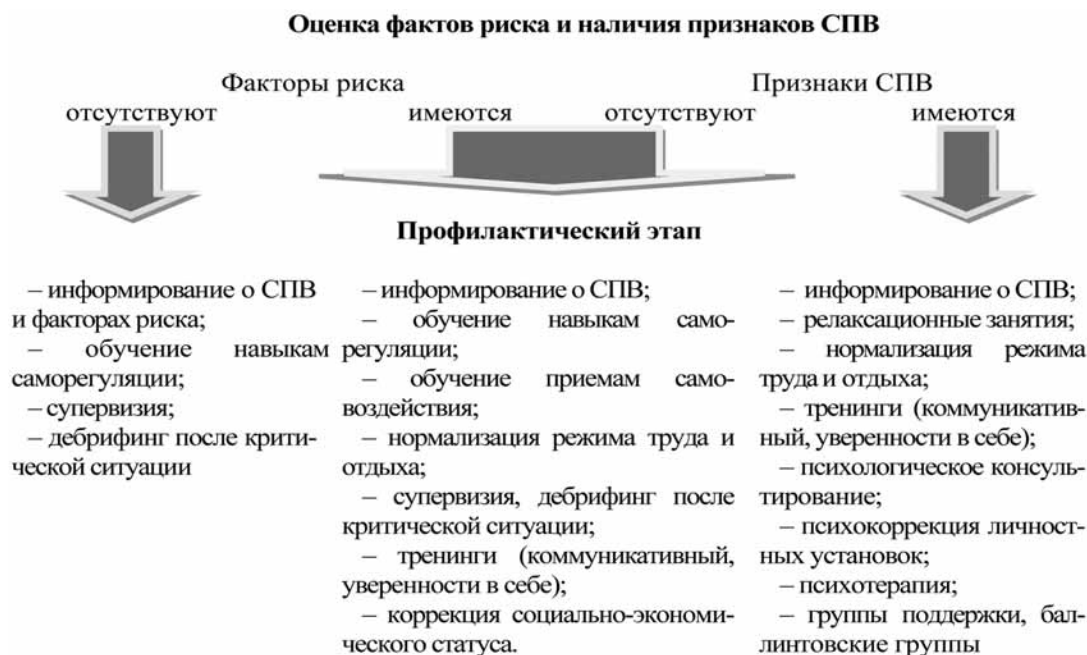 Оценка фактов риска и наличия признаков СПВ
Факторы риска
Признаки СПВ
отсутствуют
имеются
отсутствуют
имеются
Профилактический этап
– информирование о СПВ
и факторах риска;
– обучение навыкам
саморегуляции;
– супервизия;
– дебрифинг после крити-
ческой ситуации
– информирование о СПВ;
– обучение навыкам само-
регуляции;
– обучение приемам само-
воздействия;
– нормализация режима труда и
отдыха;
– супервизия, дебрифинг после
критической ситуации;
– тренинги (коммуникативный,
уверенности в себе);
– коррекция социально-экономи-
ческого статуса.
– информирование о СПВ;
– релаксационные занятия;
– нормализация режима
труда и отдыха;
– тренинги (коммуникатив-
ный, уверенности в себе);
– психологическое консуль-
тирование;
– психокоррекция личност-
ных установок;
– психотерапия;
– группы поддержки, бал-
линтовские группы